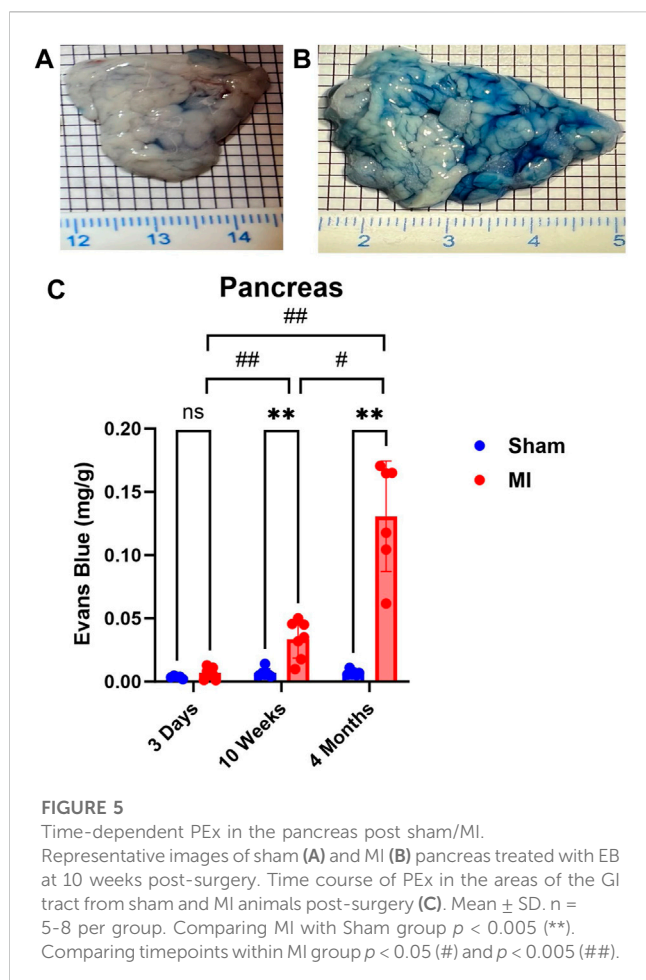 A
B
12 13 14
2 3 4 5
C
Pancreas
##
## #
ns ** **
0.20
0.15
0.10
0.05
0.00
Evans Blue (mg/g)
3 Days
10 Weeks
4 Months
Sham
MI
FIGURE 5
Time-dependent PEx in the pancreas post sham/MI.
Representative images of sham (A) and MI (B) pancreas treated with EB
at 10 weeks post-surgery. Time course of PEx in the areas of the GI
tract from sham and MI animals post-surgery (C). Mean ± SD. n =
5-8 per group. Comparing MI with Sham group p < 0.005 (**).
Comparing timepoints within MI group p < 0.05 (#) and p < 0.005 (##).